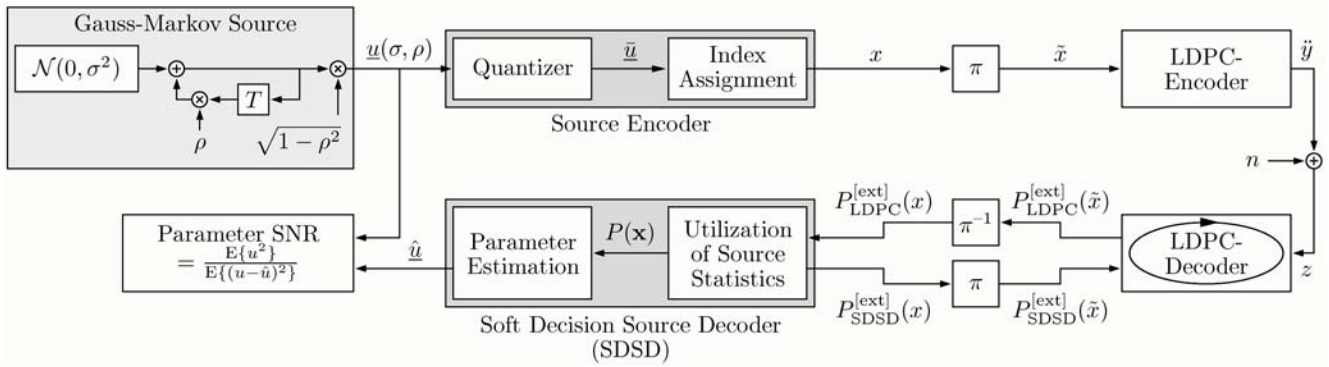 Gauss-Markov Source
𝒩(0, σ²)
T
ρ
√(1 − ρ²)
u̲(σ, ρ)
Quantizer
ū̲
Index
Assignment
Source Encoder
x
π
x̃
LDPC-
Encoder
ÿ
n
z
LDPC-
Decoder
P_LDPC^[ext](x)
π⁻¹
P_LDPC^[ext](x̃)
P_SDSD^[ext](x)
π
P_SDSD^[ext](x̃)
Utilization
of Source
Statistics
P(𝐱)
Parameter
Estimation
Soft Decision Source Decoder
(SDSD)
û̲
Parameter SNR
= E{u²} / E{(u−û)²}